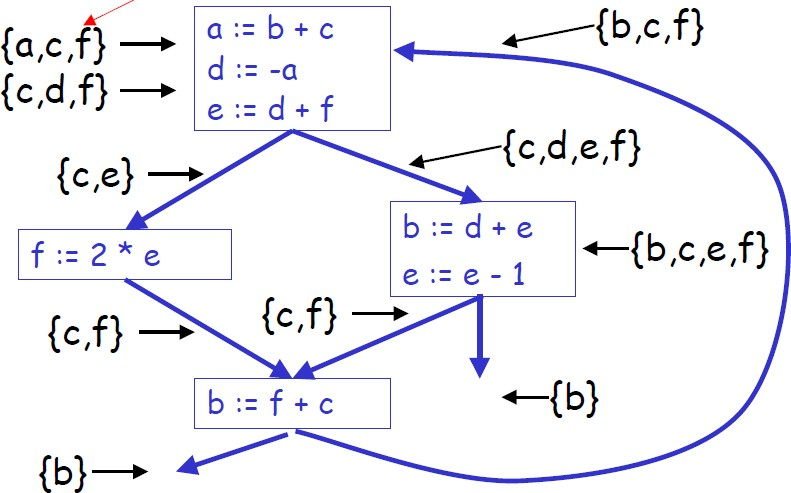 {b,c,f}
{a,c,f}
a := b + c
{c,d,f}
d := -a
e := d + f
{c,d,e,f}
{c,e}
b := d + e
e := e - 1
{b,c,e,f}
f := 2 * e
{c,f}
{c,f}
b := f + c
{b}
{b}